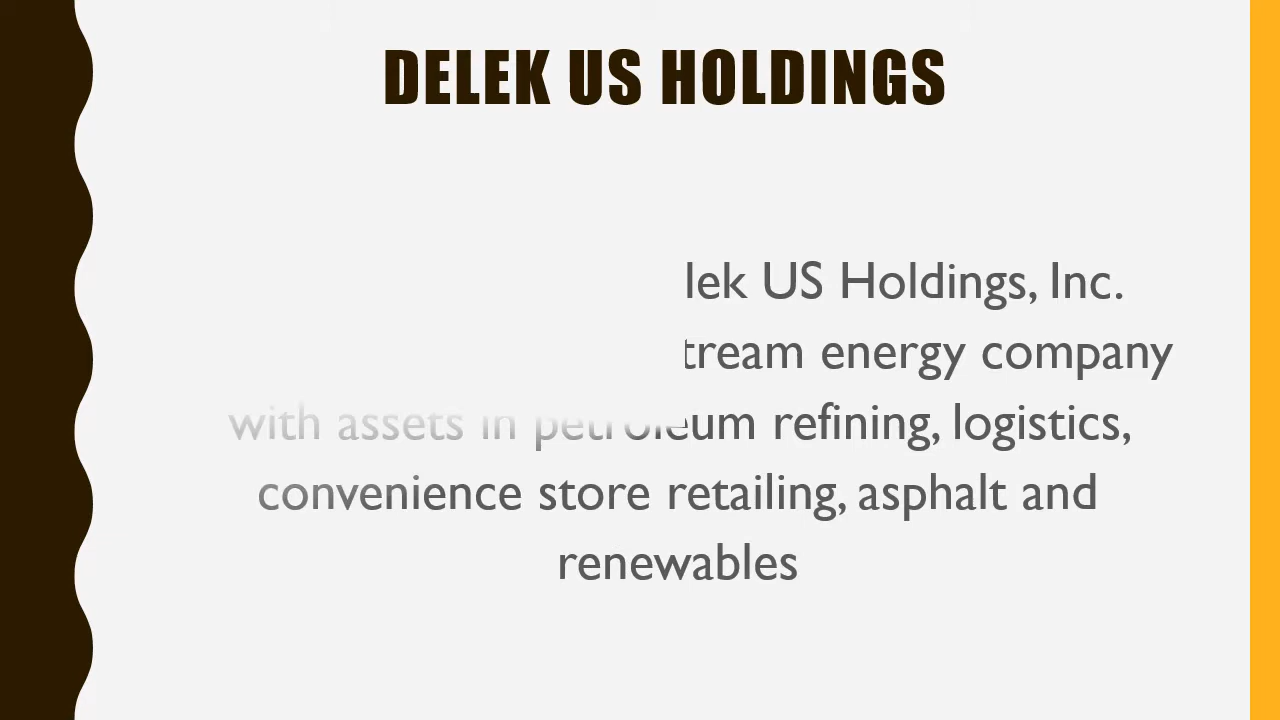 DELEK US HOLDINGS
lek US Holdings, Inc.
tream energy company
with assets in petroleum refining, logistics,
convenience store retailing, asphalt and
renewables